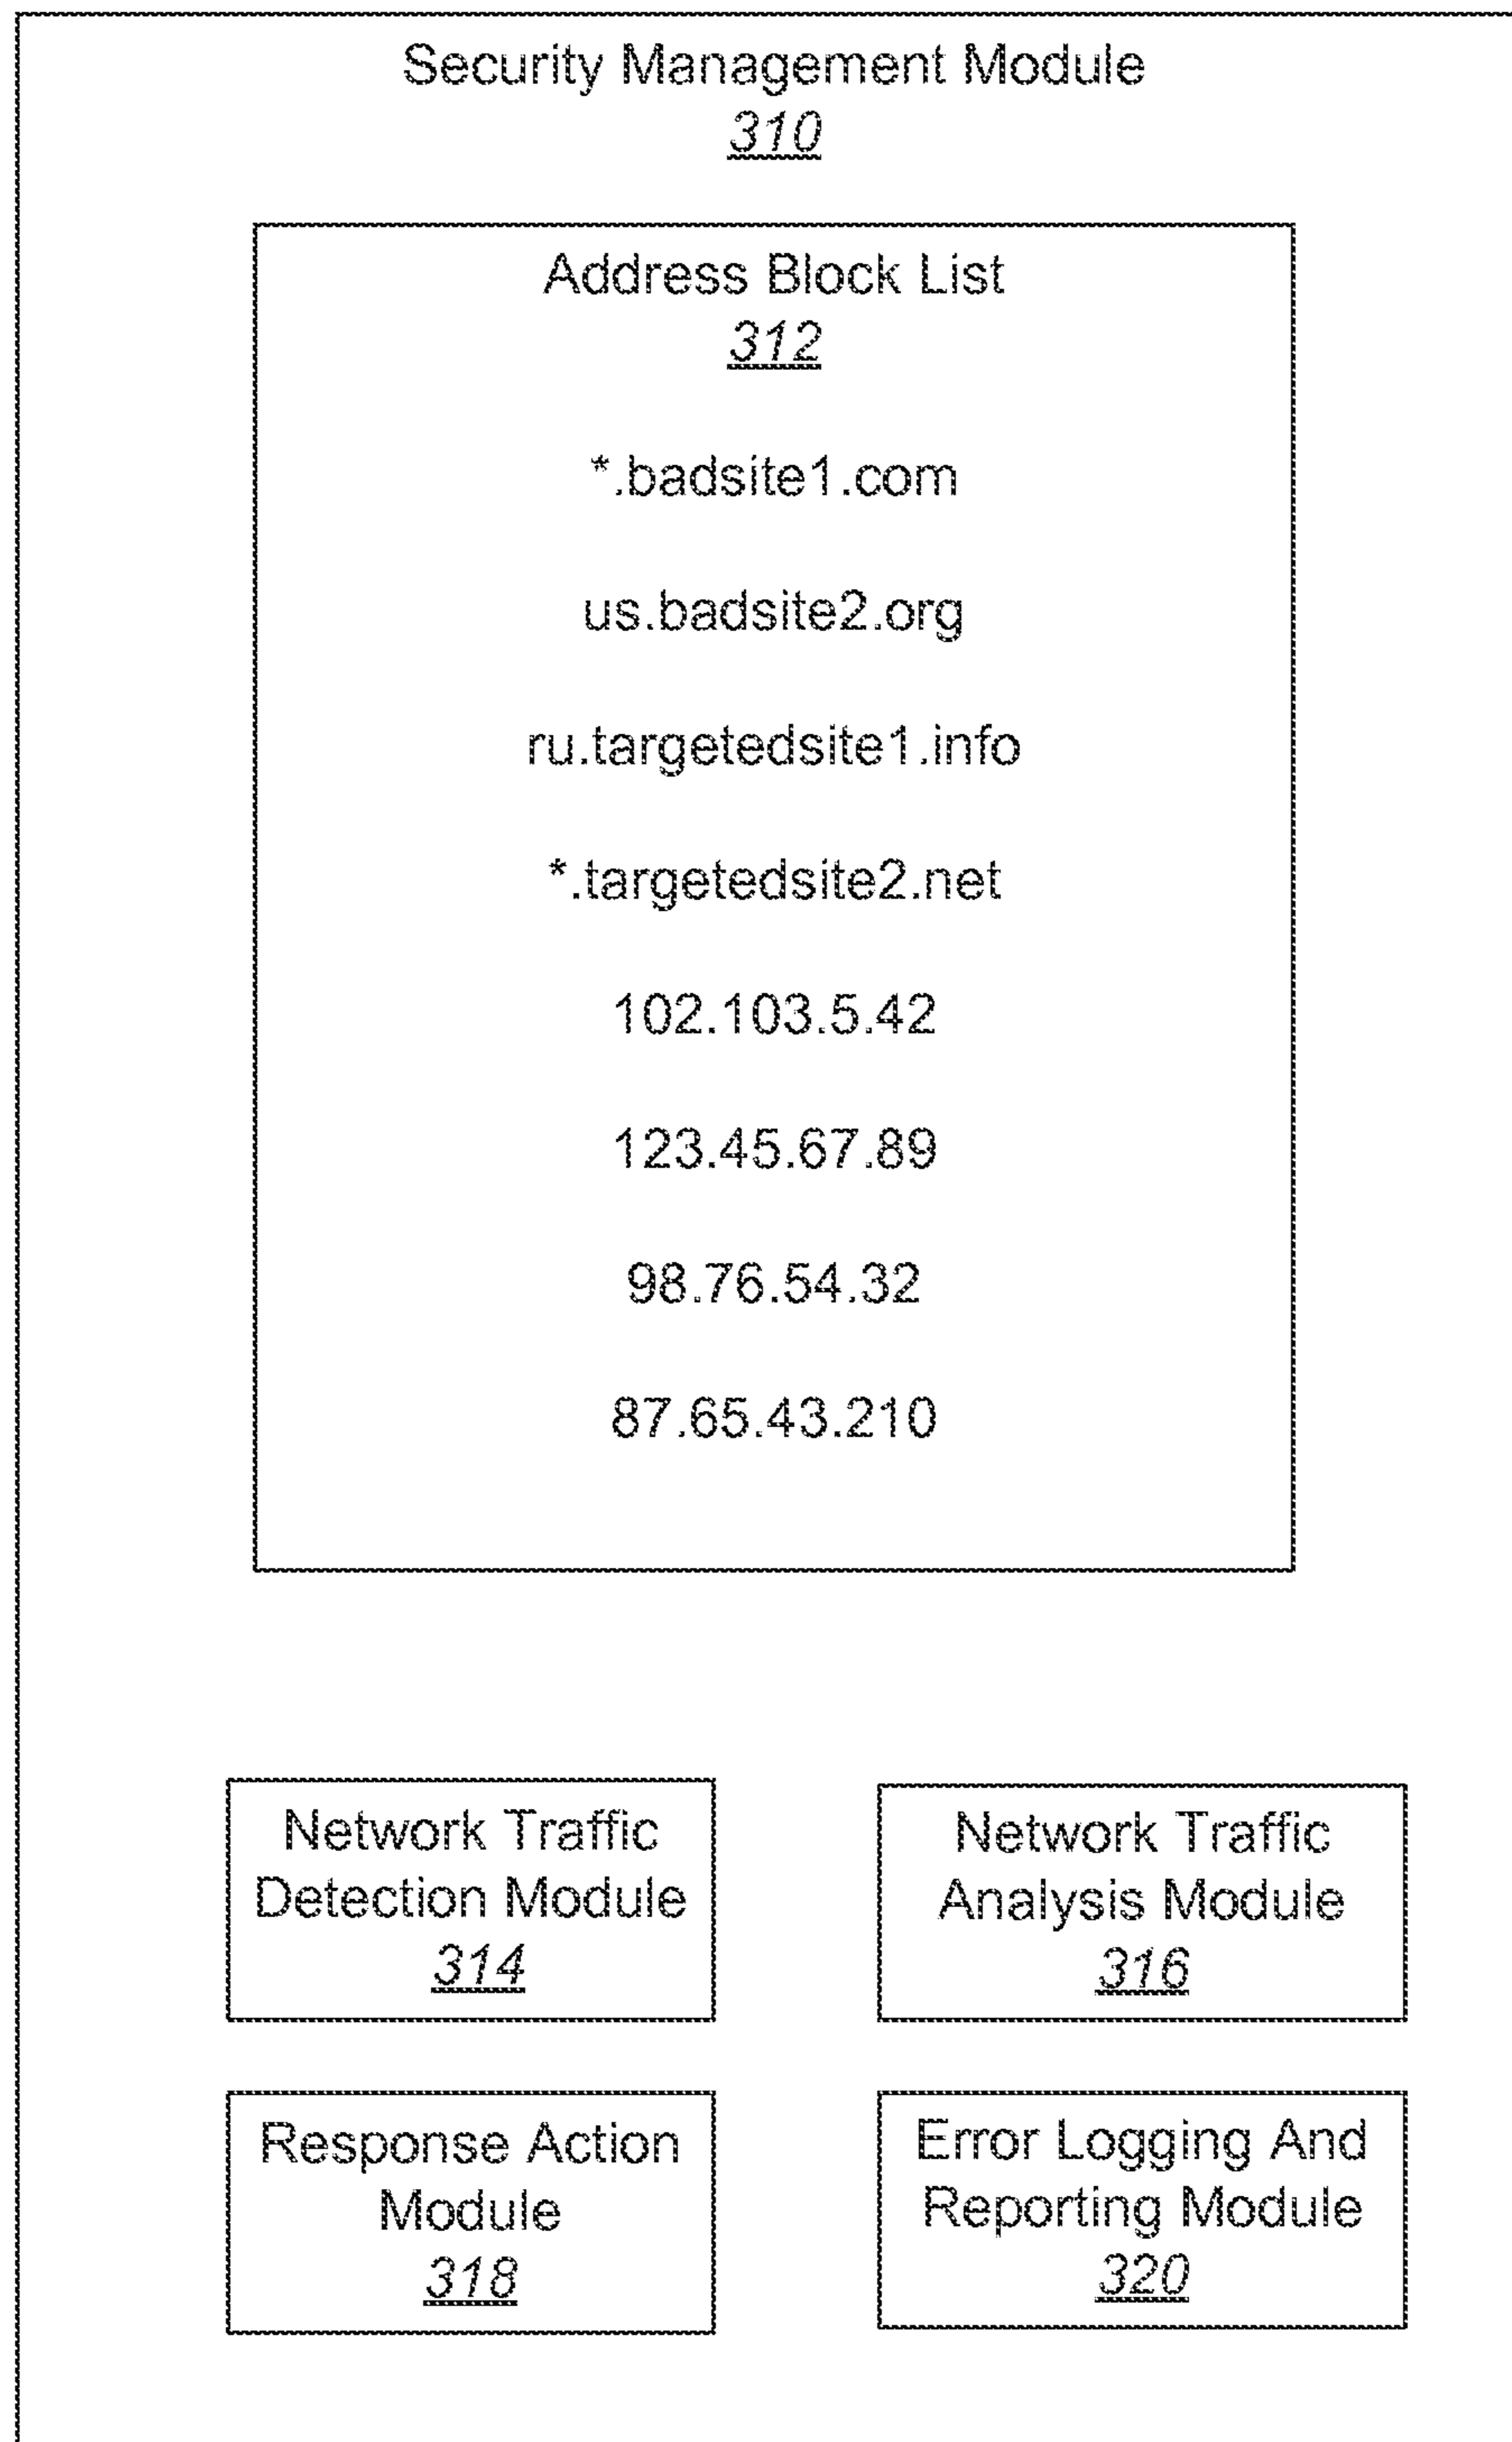 Security Management Module
310
Address Block List
312
*.badsite1.com
us.badsite2.org
ru.targetedsite1.info
*.targetedsite2.net
102.103.5.42
123.45.67.89
98.76.54.32
87.65.43.210
Network Traffic
Detection Module
314
Network Traffic
Analysis Module
316
Response Action
Module
318
Error Logging And
Reporting Module
320